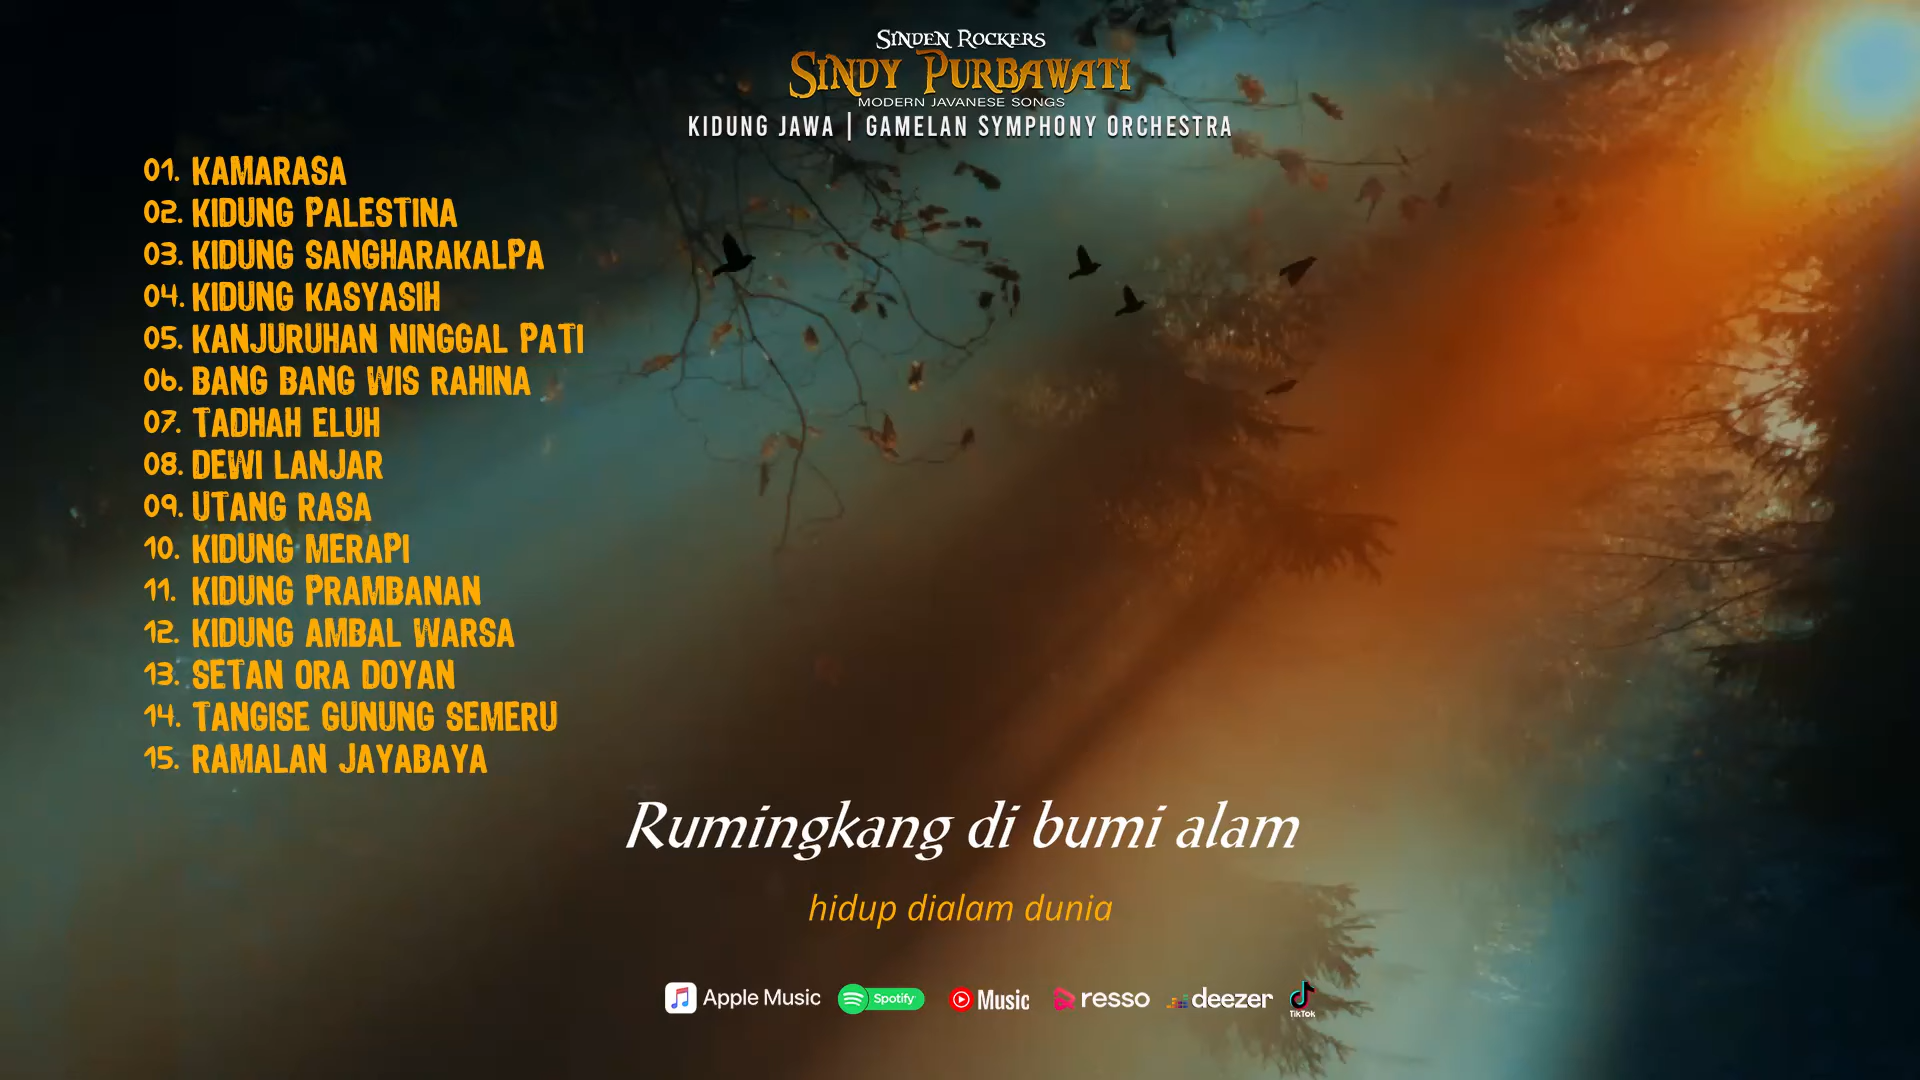 SINDEN ROCKERS
SINDY PURBAWATI
MODERN JAVANESE SONGS
KIDUNG JAWA | GAMELAN SYMPHONY ORCHESTRA
01. KAMARASA
02. KIDUNG PALESTINA
03. KIDUNG SANGHARAKALPA
04. KIDUNG KASYASIH
05. KANJURUHAN NINGGAL PATI
06. BANG BANG WIS RAHINA
07. TADHAH ELUH
08. DEWI LANJAR
09. UTANG RASA
10. KIDUNG MERAPI
11. KIDUNG PRAMBANAN
12. KIDUNG AMBAL WARSA
13. SETAN ORA DOYAN
14. TANGISE GUNUNG SEMERU
15. RAMALAN JAYABAYA
Rumingkang di bumi alam
hidup dialam dunia
Apple Music Spotify Music resso deezer TikTok